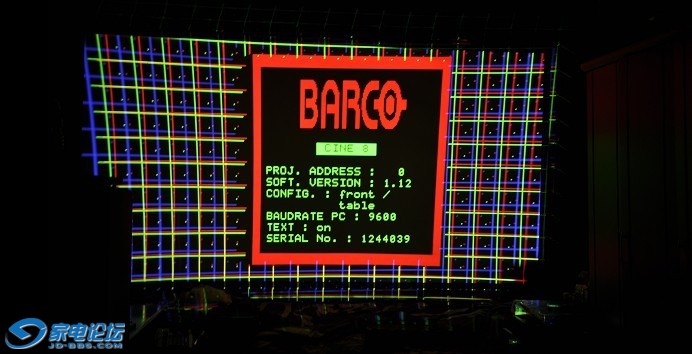 BARCO
CINE 8
PROJ. ADDRESS : 0
SOFT. VERSION : 1.12
CONFIG. : front /
table
BAUDRATE PC : 9600
TEXT : on
SERIAL No. : 1244039
家电论坛
JD-BBS.COM